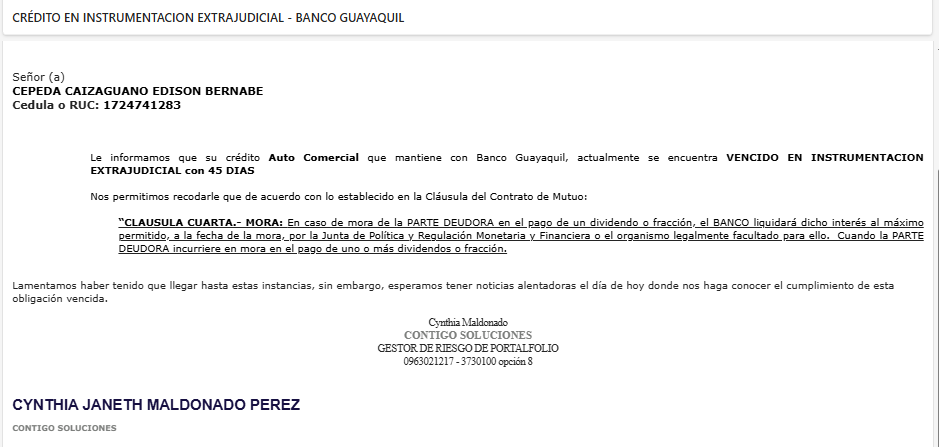 CRÉDITO EN INSTRUMENTACION EXTRAJUDICIAL - BANCO GUAYAQUIL
Señor (a)
CEPEDA CAIZAGUANO EDISON BERNABE
Cedula o RUC: 1724741283
Le informamos que su crédito Auto Comercial que mantiene con Banco Guayaquil, actualmente se encuentra VENCIDO EN INSTRUMENTACION
EXTRAJUDICIAL con 45 DIAS
Nos permitimos recodarle que de acuerdo con lo establecido en la Cláusula del Contrato de Mutuo:
“CLAUSULA CUARTA.- MORA: En caso de mora de la PARTE DEUDORA en el pago de un dividendo o fracción, el BANCO liquidará dicho interés al máximo
permitido, a la fecha de la mora, por la Junta de Política y Regulación Monetaria y Financiera o el organismo legalmente facultado para ello. Cuando la PARTE
DEUDORA incurriere en mora en el pago de uno o más dividendos o fracción.
Lamentamos haber tenido que llegar hasta estas instancias, sin embargo, esperamos tener noticias alentadoras el día de hoy donde nos haga conocer el cumplimiento de esta
obligación vencida.
Cynthia Maldonado
CONTIGO SOLUCIONES
GESTOR DE RIESGO DE PORTALFOLIO
0963021217 - 3730100 opción 8
CYNTHIA JANETH MALDONADO PEREZ
CONTIGO SOLUCIONES